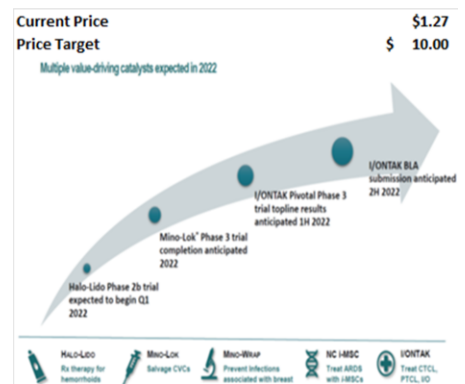 Current Price $1.27
Price Target $ 10.00
Multiple value-driving catalysts expected in 2022
I/ONTAK BLA
submission anticipated
2H 2022
I/ONTAK Pivotal Phase 3
trial topline results
anticipated 1H 2022
Mino-Lok® Phase 3 trial
completion anticipated
2022
Halo-Lido Phase 2b trial
expected to begin Q1
2022
HALO-LIDO
Rx therapy for
hemorrhoids
MINO-LOK
Salvage CVCs
MINO-WRAP
Prevent infections
associated with breast
NC I-MSC
Treat ARDS
with i-MSCs
I/ONTAK
Treat CTCL,
PTCL, I/O